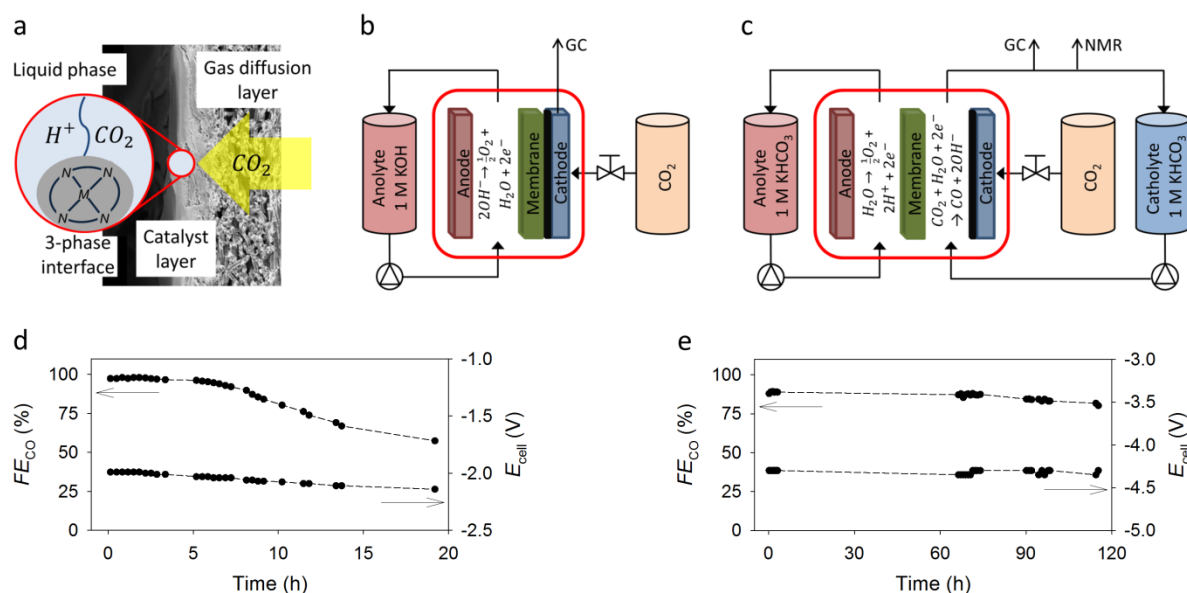 a
Liquid phase
Gas diffusion
layer
H⁺ CO₂
CO₂
N N M N N
3-phase
interface
Catalyst
layer
b
GC
Anolyte
1 M KOH
Anode
2OH⁻→ ½O₂ +
H₂O + 2e⁻
Membrane
Cathode
CO₂
c
GC
NMR
Anolyte
1 M KHCO₃
Anode
H₂O → ½O₂ +
2H⁺ + 2e⁻
Membrane
CO₂ + H₂O + 2e⁻
→ CO + 2OH⁻
Cathode
CO₂
Catholyte
1 M KHCO₃
d
FE_CO (%)
100
75
50
25
0
0 5 10 15 20
Time (h)
-1.0
-1.5
-2.0
-2.5
E_cell (V)
e
FE_CO (%)
100
75
50
25
0
0 30 60 90 120
Time (h)
-3.0
-3.5
-4.0
-4.5
-5.0
E_cell (V)